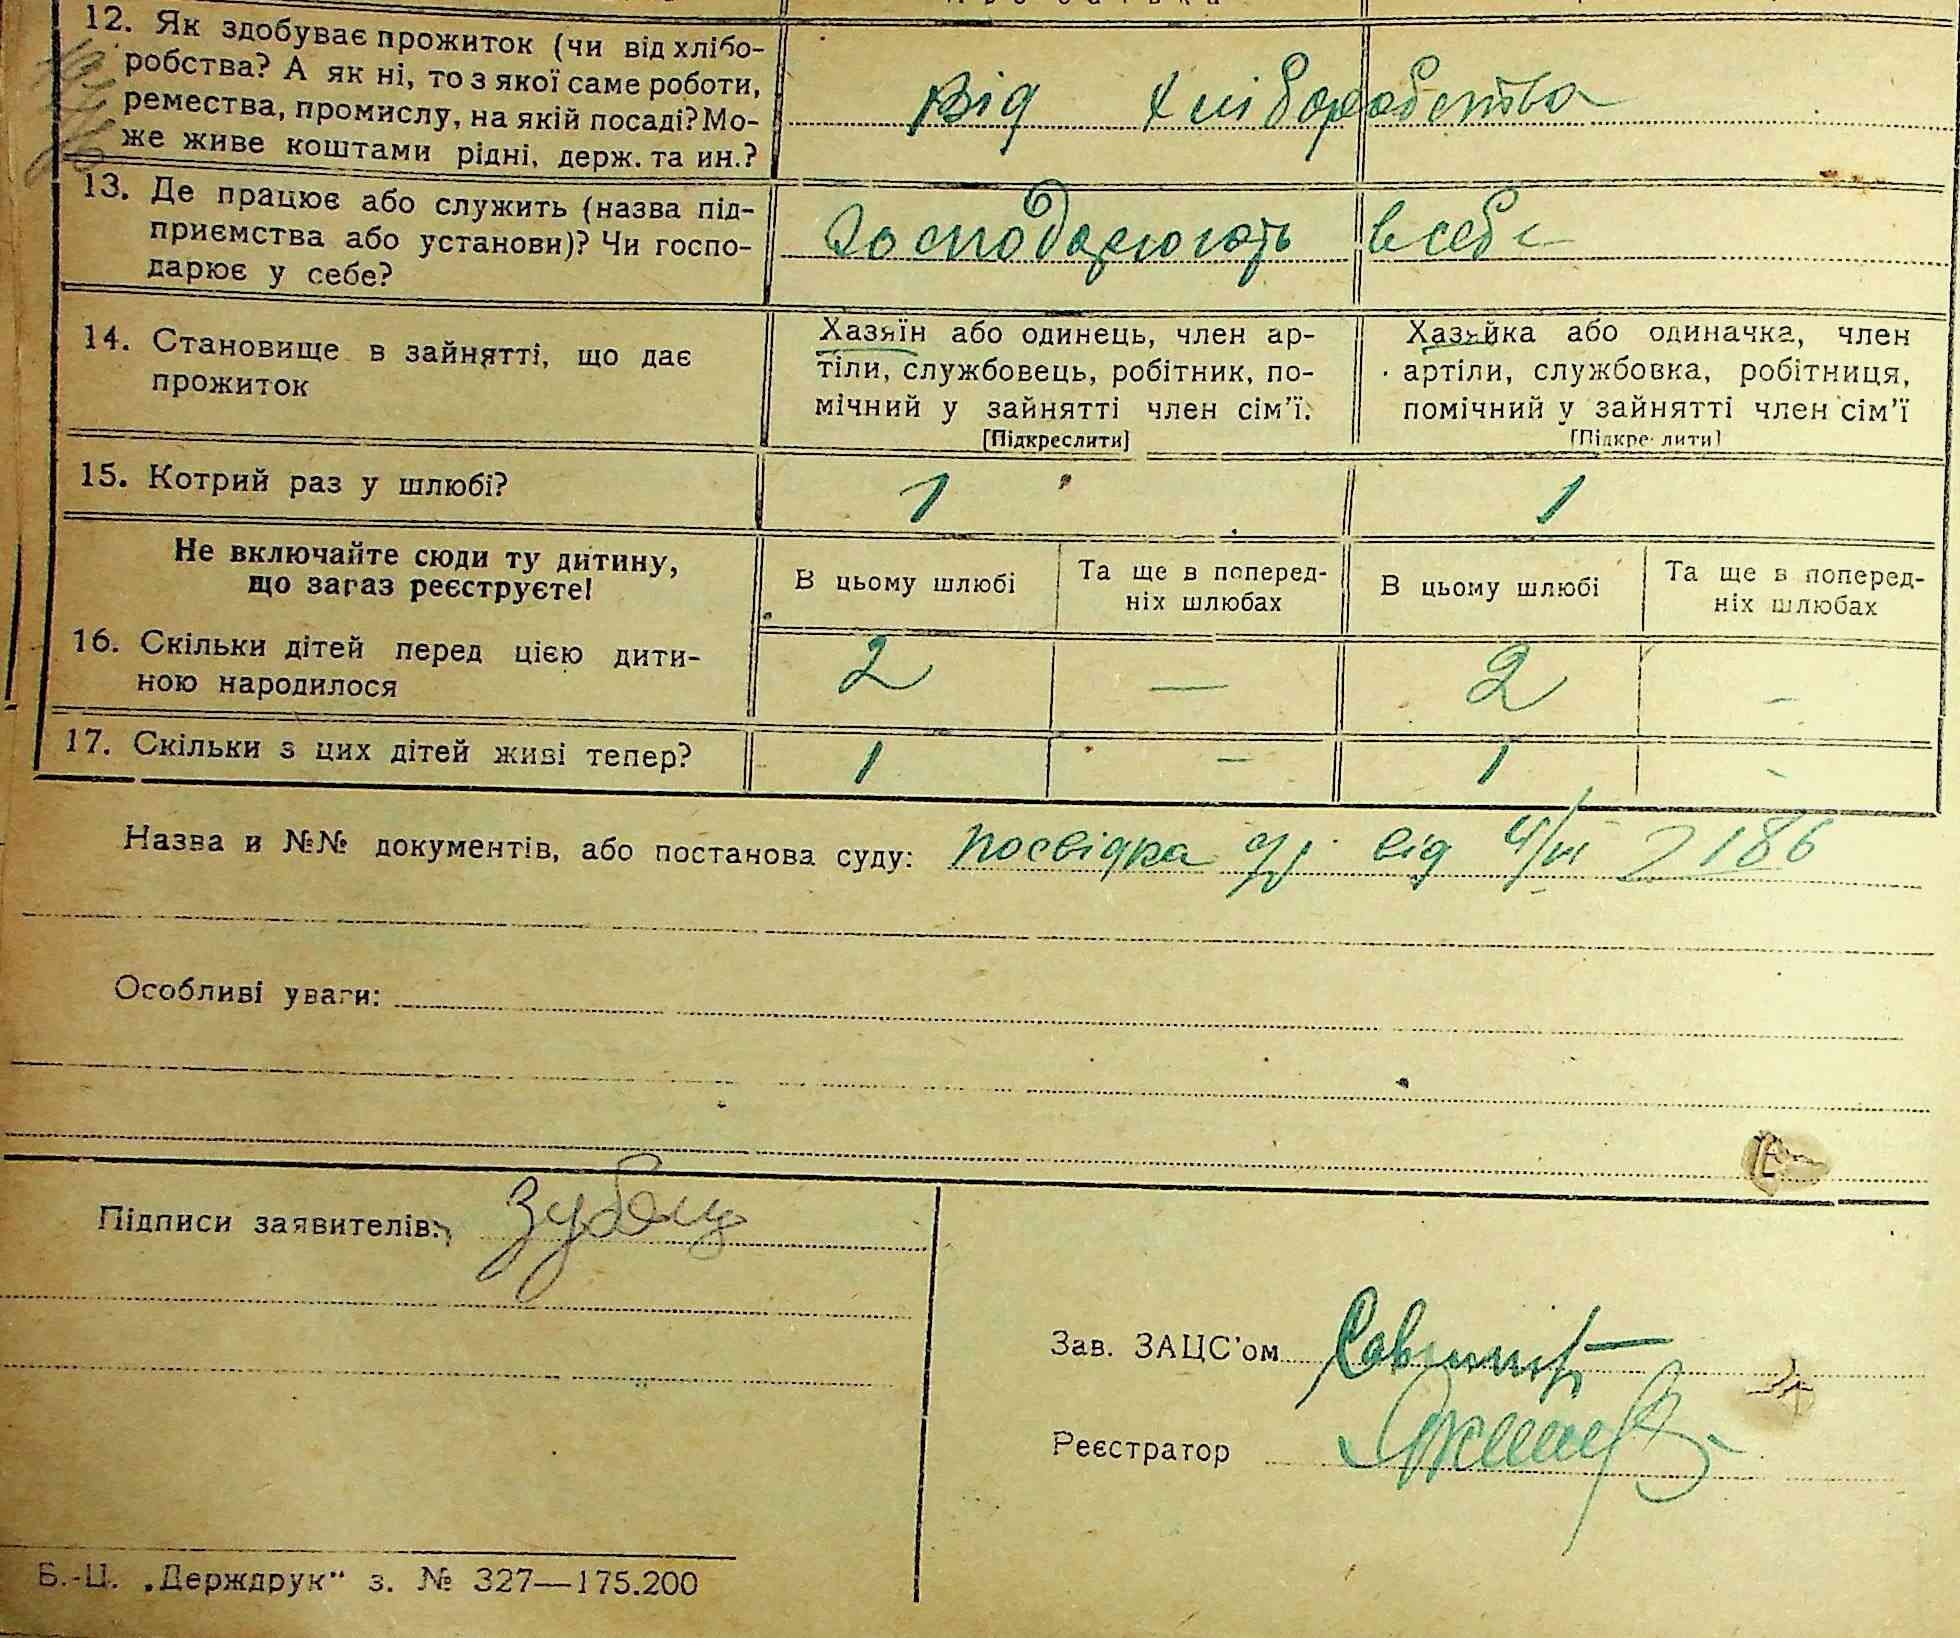 12. Як здобуває прожиток (чи від хлібо-
робства? А як ні, то з якої саме роботи,
ремества, промислу, на якій посаді? Мо-
же живе коштами рідні, держ. та ин.?
від хліборобства
13. Де працює або служить (назва під-
приємства або установи)? Чи госпо-
дарює у себе?
Господарюють в себе
14. Становище в зайнятті, що дає
прожиток
Хазяїн або одинець, член ар-
тіли, службовець, робітник, по-
мічний у зайнятті член сім'ї.
[Підкреслити]
Хазяйка або одиначка, член
артіли, службовка, робітниця,
помічний у зайнятті член сім'ї
[Підкреслити]
15. Котрий раз у шлюбі? 1 1
Не включайте сюди ту дитину,
що зараз реєструєте!
В цьому шлюбі
Та ще в поперед-
ніх шлюбах
В цьому шлюбі
Та ще в поперед-
ніх шлюбах
16. Скільки дітей перед цією дити-
ною народилося
2 — 2 -
17. Скільки з цих дітей живі тепер? 1 - 1 -
Назва и №№ документів, або постанова суду: посвідка від 4/VII 2186
Особливі уваги:
Підписи заявителів: Зубец
Зав. ЗАЦС'ом
Реєстратор
Б.-Ц. „Держдрук" з. № 327—175.200